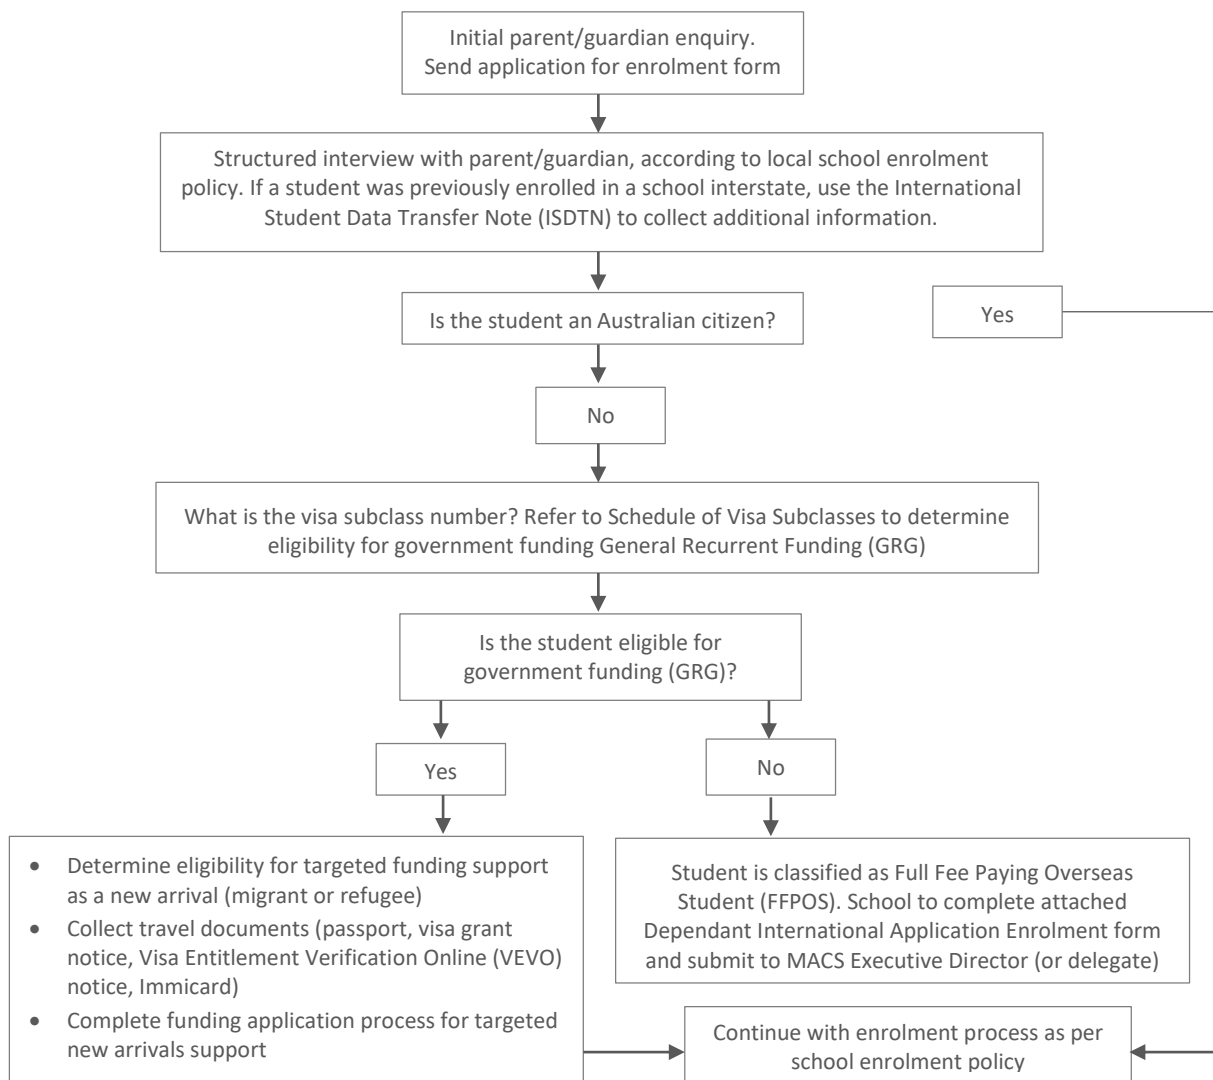 Initial parent/guardian enquiry.
Send application for enrolment form
Structured interview with parent/guardian, according to local school enrolment
policy. If a student was previously enrolled in a school interstate, use the International
Student Data Transfer Note (ISDTN) to collect additional information.
Is the student an Australian citizen?
Yes
No
What is the visa subclass number? Refer to Schedule of Visa Subclasses to determine
eligibility for government funding General Recurrent Funding (GRG)
Is the student eligible for
government funding (GRG)?
Yes
No
• Determine eligibility for targeted funding support
as a new arrival (migrant or refugee)
• Collect travel documents (passport, visa grant
notice, Visa Entitlement Verification Online (VEVO)
notice, Immicard)
• Complete funding application process for targeted
new arrivals support
Student is classified as Full Fee Paying Overseas
Student (FFPOS). School to complete attached
Dependant International Application Enrolment form
and submit to MACS Executive Director (or delegate)
Continue with enrolment process as per
school enrolment policy